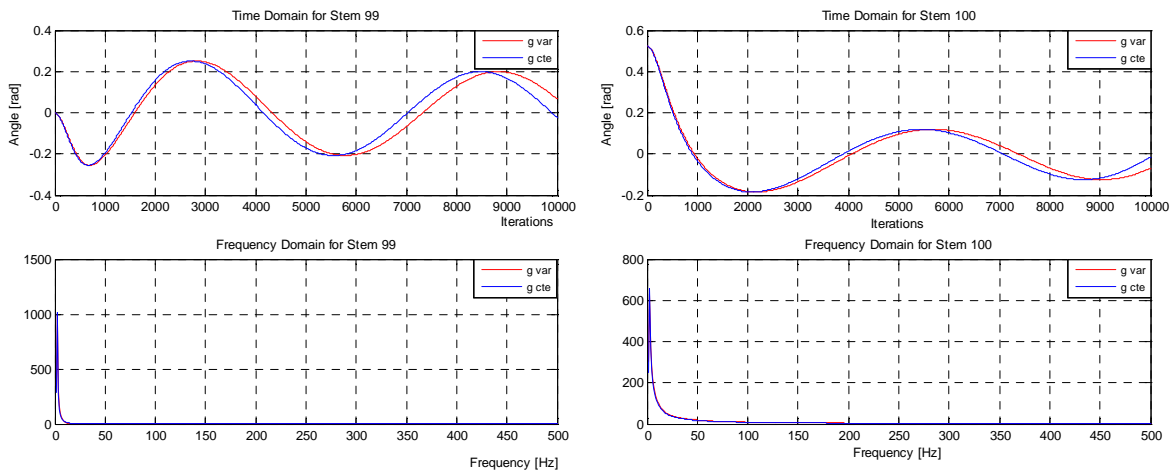 Time Domain for Stem 99
0.4
0.2
0
-0.2
-0.4
Angle [rad]
g var
g cte
0 1000 2000 3000 4000 5000 6000 7000 8000 9000 10000
Iterations
Time Domain for Stem 100
0.6
0.4
0.2
0
-0.2
Angle [rad]
g var
g cte
0 1000 2000 3000 4000 5000 6000 7000 8000 9000 10000
Iterations
Frequency Domain for Stem 99
1500
1000
500
0
g var
g cte
0 50 100 150 200 250 300 350 400 450 500
Frequency [Hz]
Frequency Domain for Stem 100
800
600
400
200
0
g var
g cte
0 50 100 150 200 250 300 350 400 450 500
Frequency [Hz]